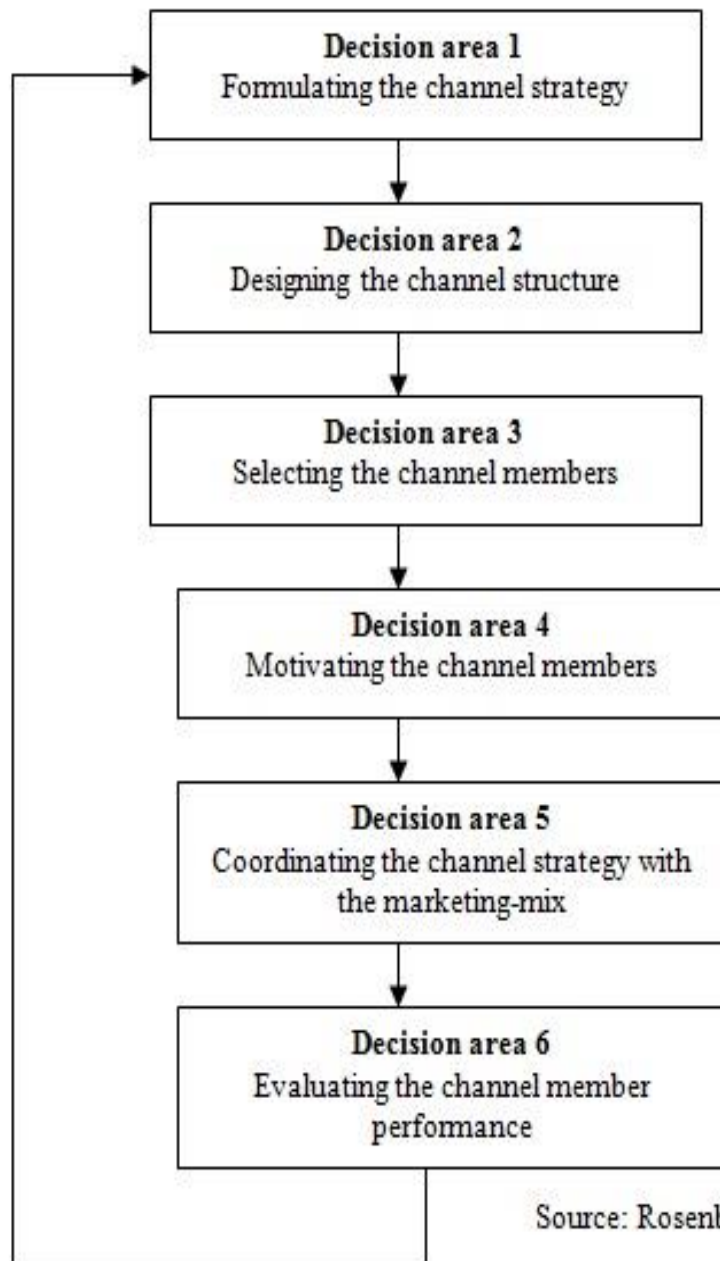 Decision area 1
Formulating the channel strategy
Decision area 2
Designing the channel structure
Decision area 3
Selecting the channel members
Decision area 4
Motivating the channel members
Decision area 5
Coordinating the channel strategy with
the marketing-mix
Decision area 6
Evaluating the channel member
performance
Source: